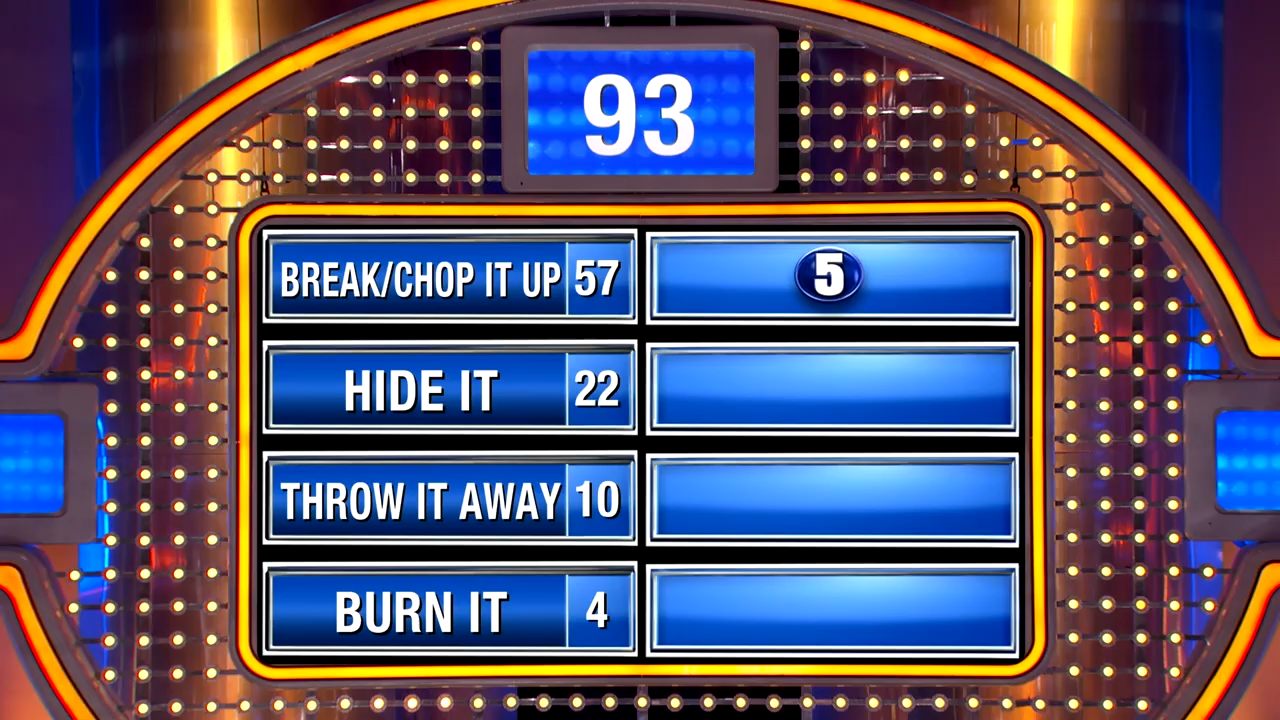 93
BREAK/CHOP IT UP 57
5
HIDE IT 22
THROW IT AWAY 10
BURN IT 4